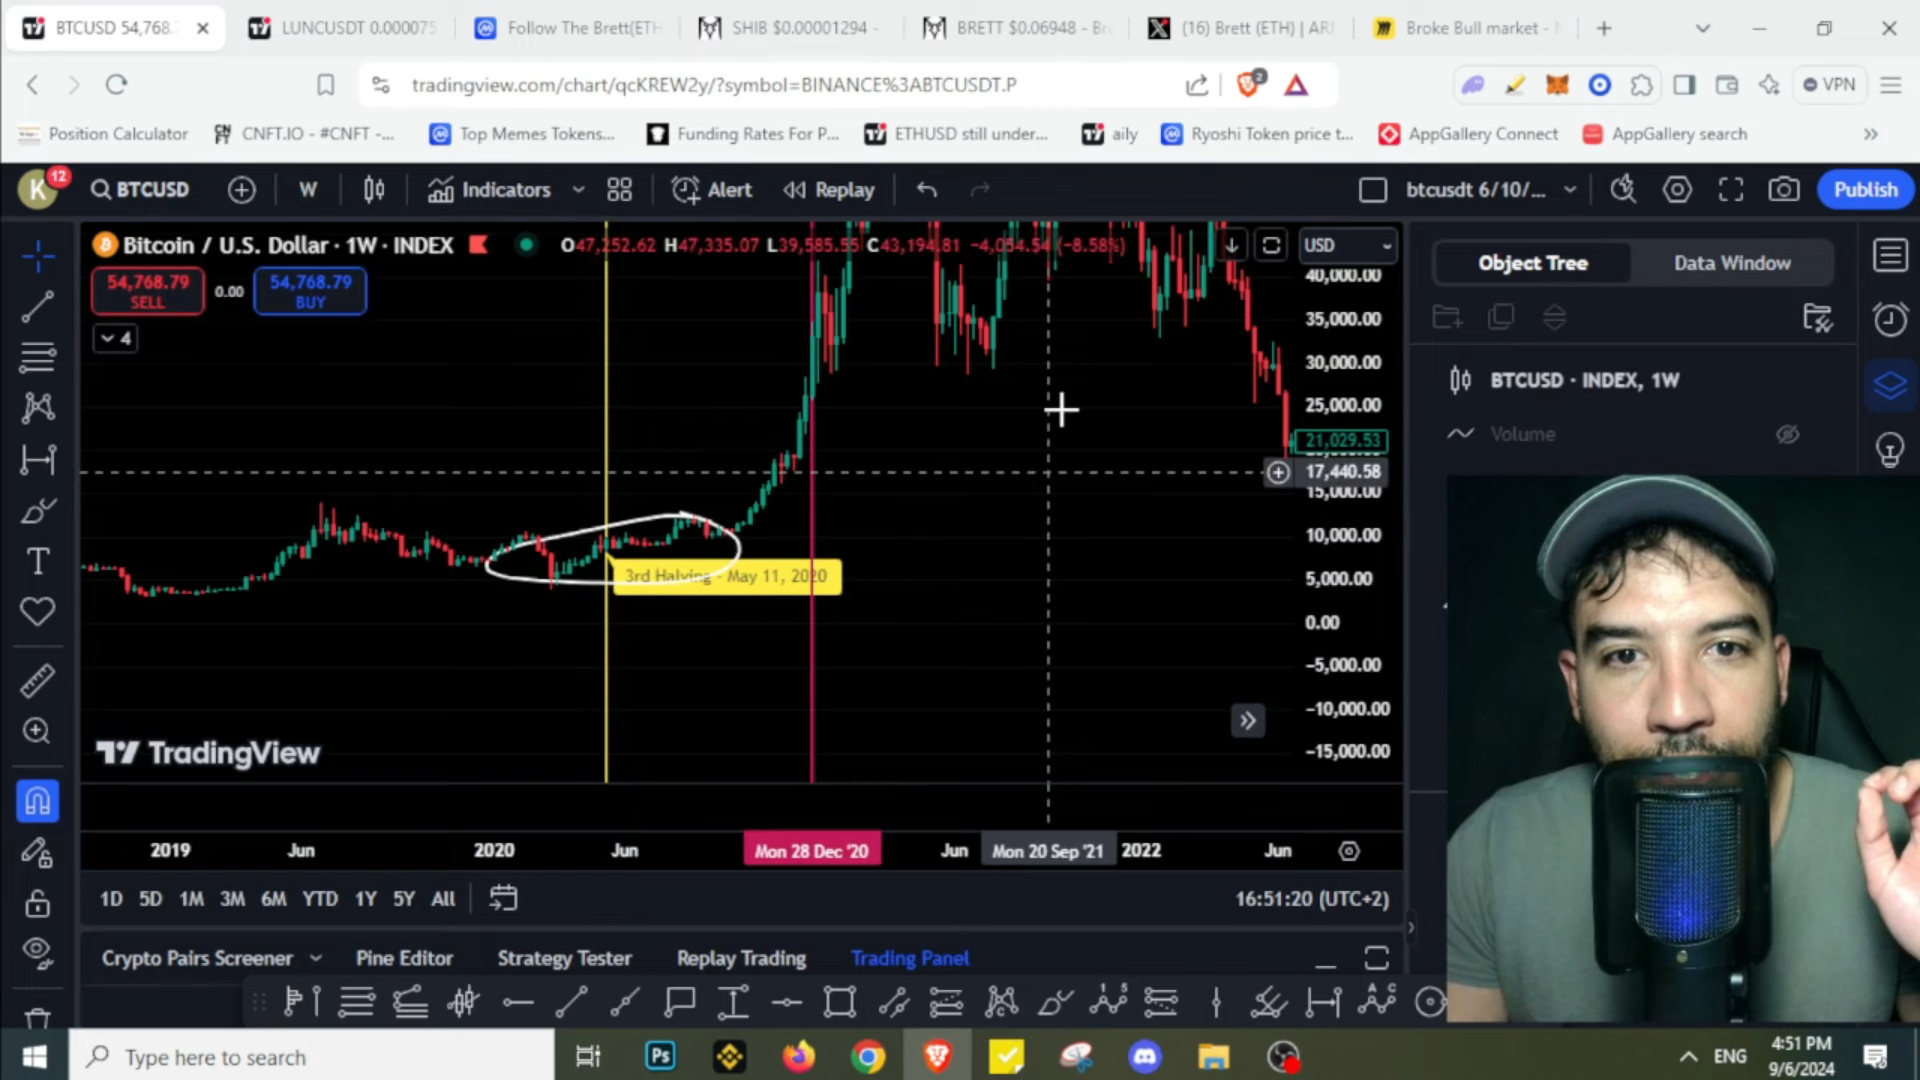 BTCUSD 54,768.
LUNCUSDT 0.000075
Follow The Brett(ETH
SHIB $0.00001294 -
BRETT $0.06948 - Br
(16) Brett (ETH) | AR
Broke Bull market -
tradingview.com/chart/qcKREW2y/?symbol=BINANCE%3ABTCUSDT.P
2
VPN
Position Calculator
CNFT.IO - #CNFT -...
Top Memes Tokens...
Funding Rates For P...
ETHUSD still under...
aily
Ryoshi Token price t...
AppGallery Connect
AppGallery search
K
12
BTCUSD
W
Indicators
Alert
Replay
btcusdt 6/10/...
Publish
Bitcoin / U.S. Dollar · 1W · INDEX
O47,252.62 H47,335.07 L39,585.55 C43,194.81 −4,054.54 (−8.58%)
USD
54,768.79
SELL
0.00
54,768.79
BUY
4
40,000.00
35,000.00
30,000.00
25,000.00
21,029.53
17,440.58
15,000.00
10,000.00
5,000.00
0.00
−5,000.00
−10,000.00
−15,000.00
3rd Halving - May 11, 2020
TradingView
Object Tree
Data Window
BTCUSD · INDEX, 1W
Volume
2019
Jun
2020
Jun
Mon 28 Dec '20
Jun
Mon 20 Sep '21
2022
Jun
1D 5D 1M 3M 6M YTD 1Y 5Y All
16:51:20 (UTC+2)
Crypto Pairs Screener
Pine Editor
Strategy Tester
Replay Trading
Trading Panel
Type here to search
Ps
ENG
4:51 PM
9/6/2024